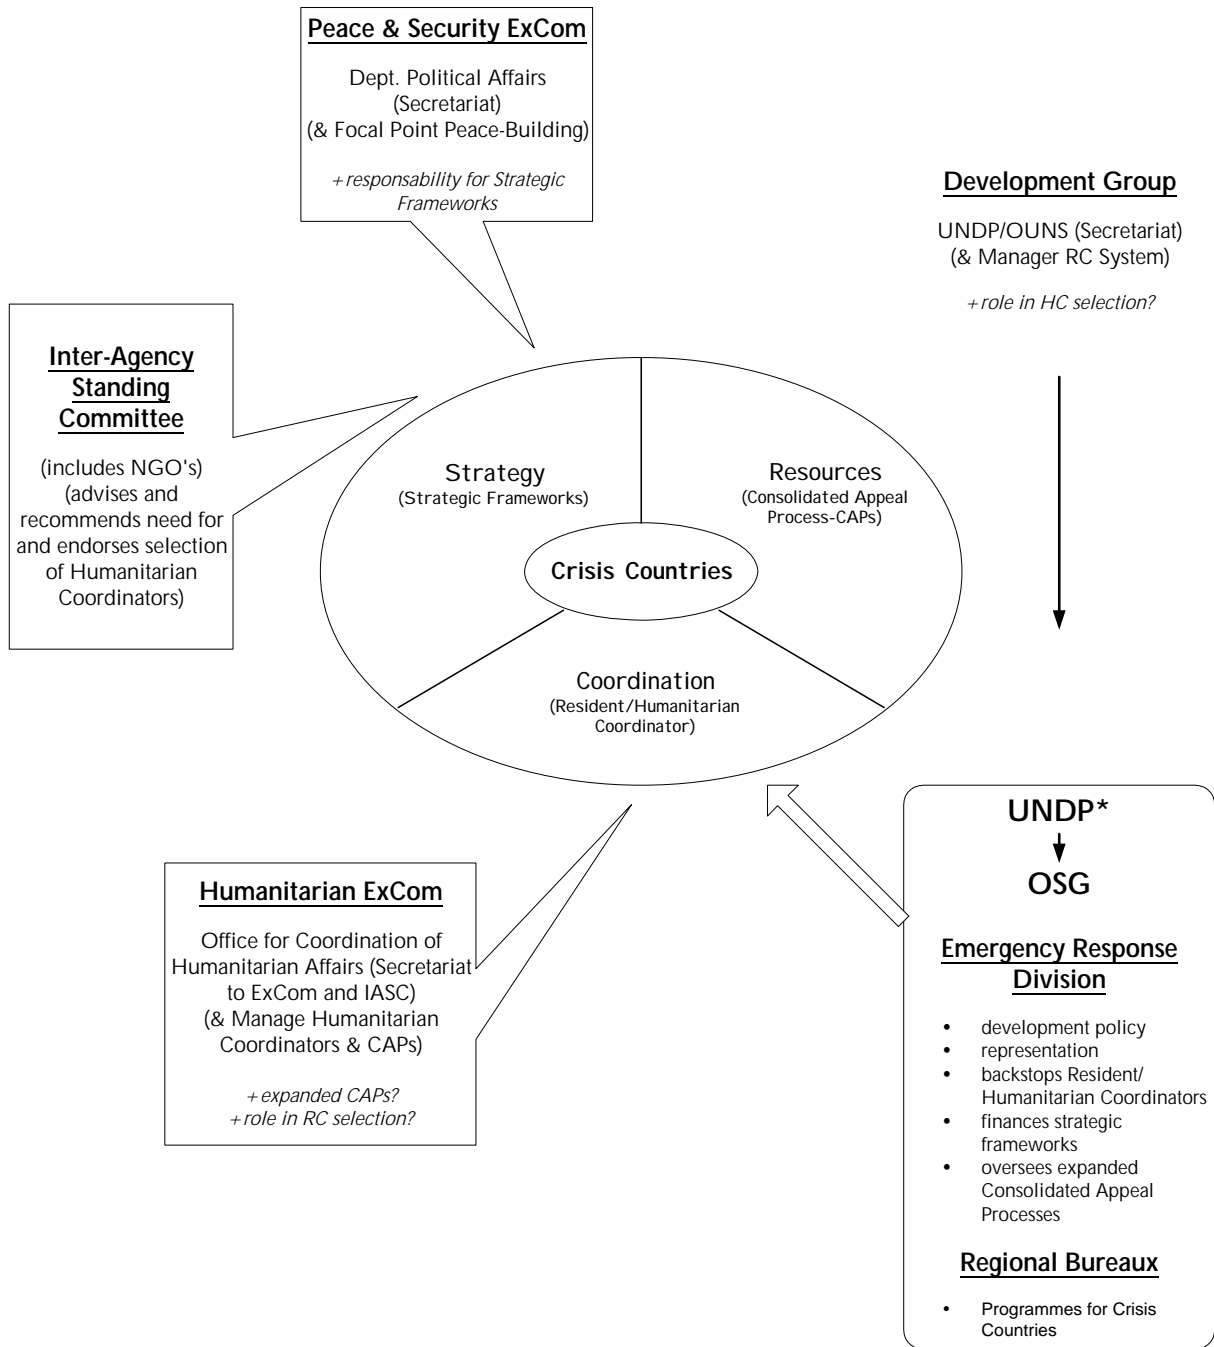 Peace & Security ExCom
Dept. Political Affairs
(Secretariat)
(& Focal Point Peace-Building)
+responsability for Strategic
Frameworks
Development Group
UNDP/OUNS (Secretariat)
(& Manager RC System)
+role in HC selection?
Inter-Agency
Standing
Committee
(includes NGO's)
(advises and
recommends need for
and endorses selection
of Humanitarian
Coordinators)
Strategy
(Strategic Frameworks)
Resources
(Consolidated Appeal
Process-CAPs)
Crisis Countries
Coordination
(Resident/Humanitarian
Coordinator)
Humanitarian ExCom
Office for Coordination of
Humanitarian Affairs (Secretariat
to ExCom and IASC)
(& Manage Humanitarian
Coordinators & CAPs)
+expanded CAPs?
+role in RC selection?
UNDP*
OSG
Emergency Response
Division
• development policy
• representation
• backstops Resident/
Humanitarian Coordinators
• finances strategic
frameworks
• oversees expanded
Consolidated Appeal
Processes
Regional Bureaux
• Programmes for Crisis
Countries